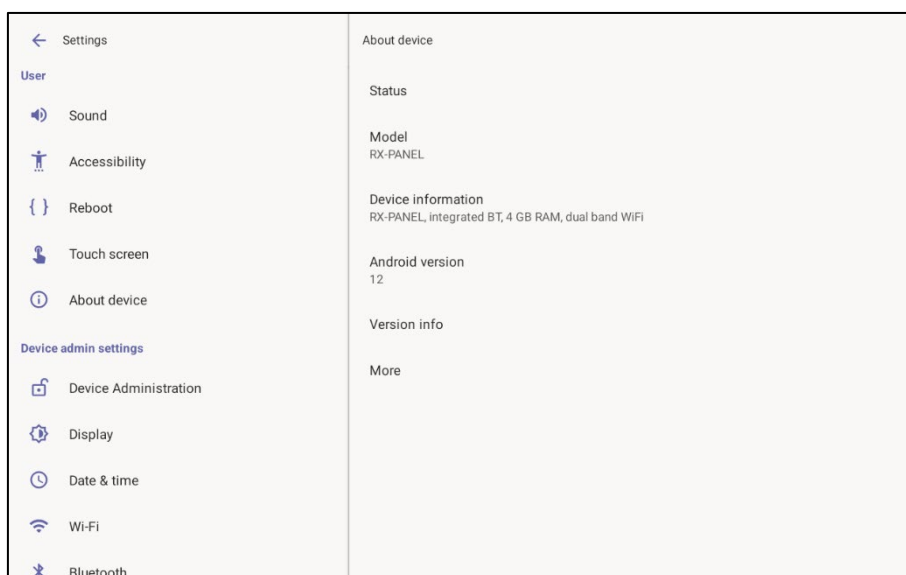 Settings
User
Sound
Accessibility
Reboot
Touch screen
About device
Device admin settings
Device Administration
Display
Date & time
Wi-Fi
Bluetooth
About device
Status
Model
RX-PANEL
Device information
RX-PANEL, integrated BT, 4 GB RAM, dual band WiFi
Android version
12
Version info
More